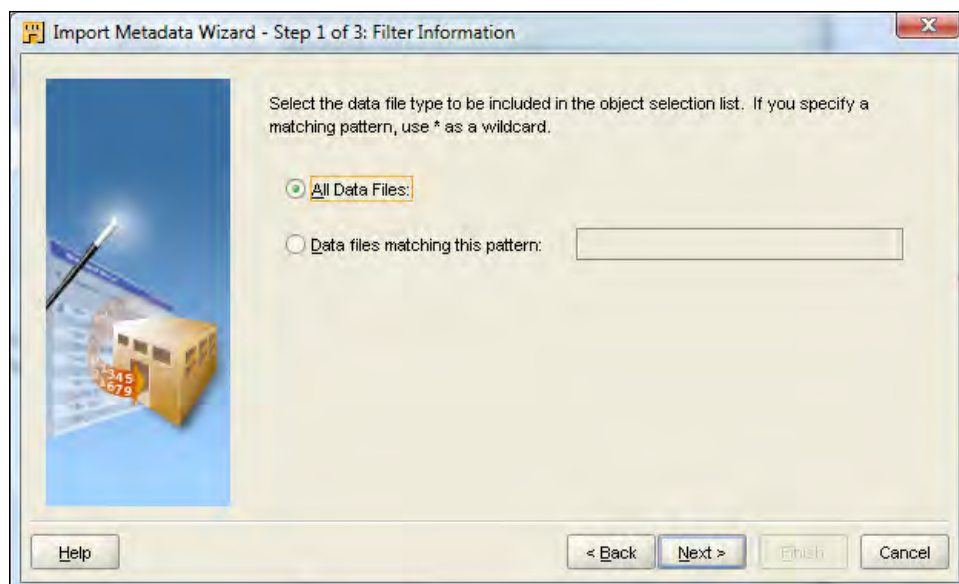 Import Metadata Wizard - Step 1 of 3: Filter Information
Select the data file type to be included in the object selection list. If you specify a
matching pattern, use * as a wildcard.
All Data Files:
Data files matching this pattern:
1345
1679
Help
< Back
Next >
Finish
Cancel